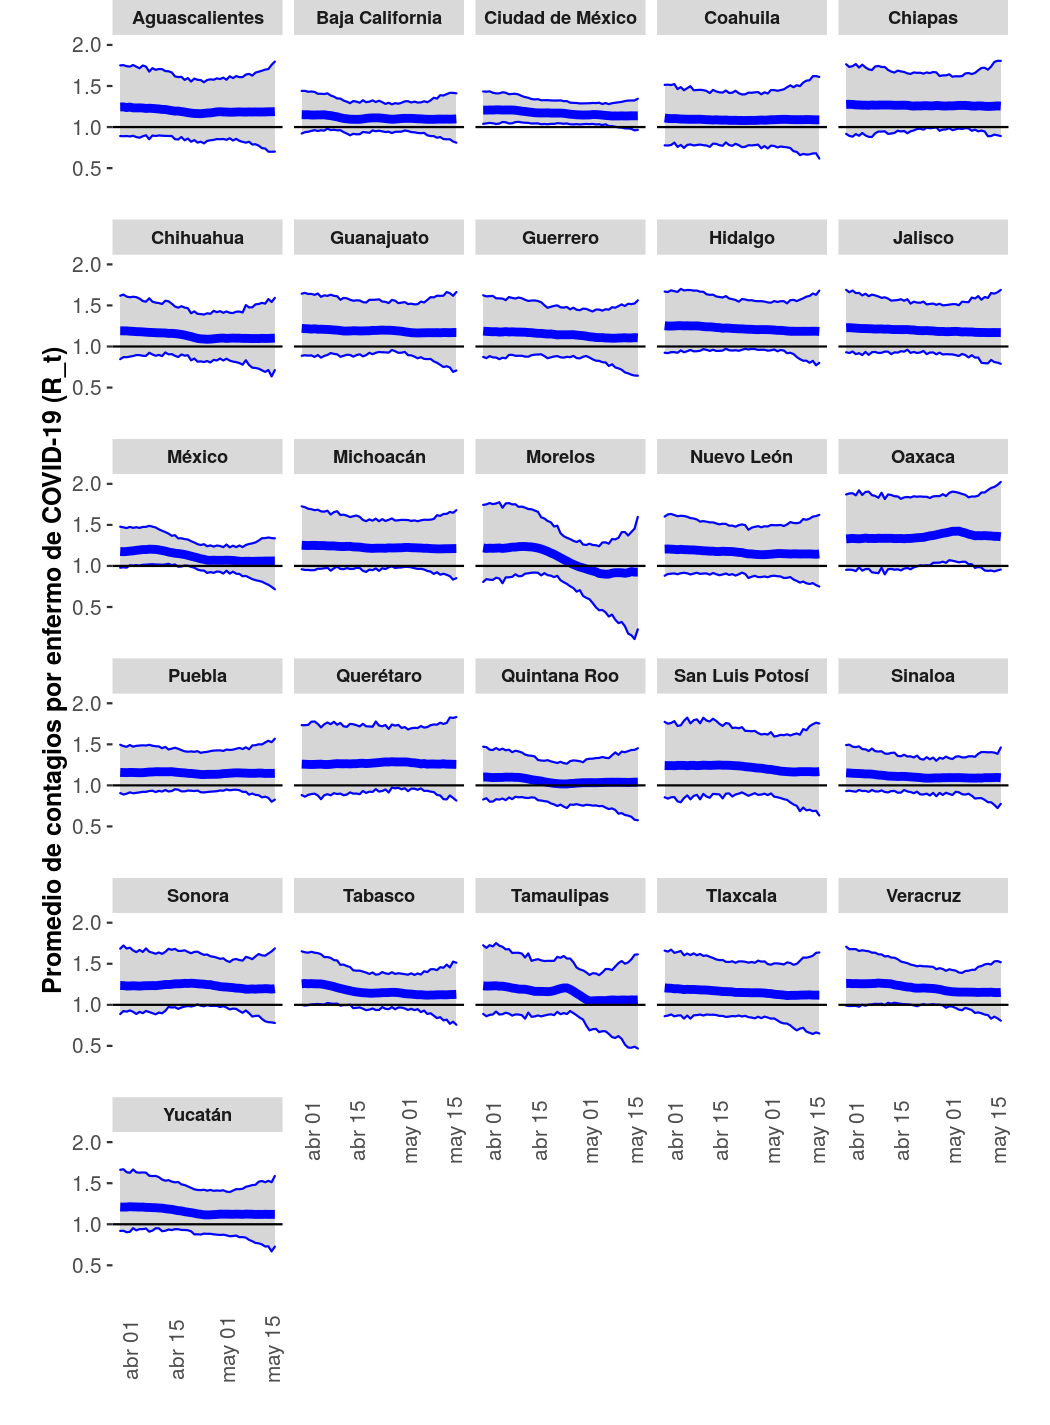 Promedio de contagios por enfermo de COVID-19 (R_t)
Aguascalientes Baja California Ciudad de México Coahuila Chiapas
2.0
1.5
1.0
0.5
Chihuahua Guanajuato Guerrero Hidalgo Jalisco
2.0
1.5
1.0
0.5
México Michoacán Morelos Nuevo León Oaxaca
2.0
1.5
1.0
0.5
Puebla Querétaro Quintana Roo San Luis Potosí Sinaloa
2.0
1.5
1.0
0.5
Sonora Tabasco Tamaulipas Tlaxcala Veracruz
2.0
1.5
1.0
0.5
abr 01 abr 15 may 01 may 15 abr 01 abr 15 may 01 may 15 abr 01 abr 15 may 01 may 15 abr 01 abr 15 may 01 may 15
Yucatán
2.0
1.5
1.0
0.5
abr 01 abr 15 may 01 may 15